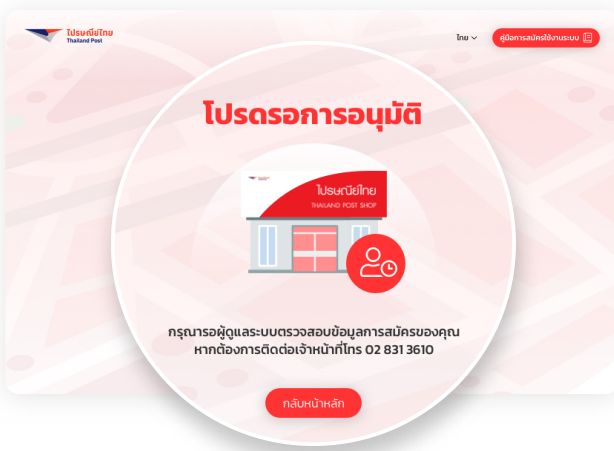 ไปรษณีย์ไทย
Thailand Post
ไทย
คู่มือการสมัครใช้งานระบบ
โปรดรอการอนุมัติ
ไปรษณีย์ไทย
THAILAND POST SHOP
กรุณารอผู้ดูแลระบบตรวจสอบข้อมูลการสมัครของคุณ
หากต้องการติดต่อเจ้าหน้าที่โทร 02 831 3610
กลับหน้าหลัก